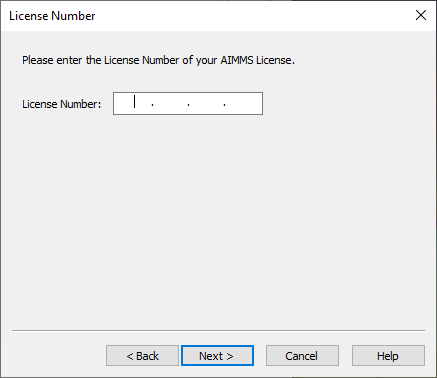 License Number
Please enter the License Number of your AIMMS License.
License Number: . . .
< Back Next > Cancel Help